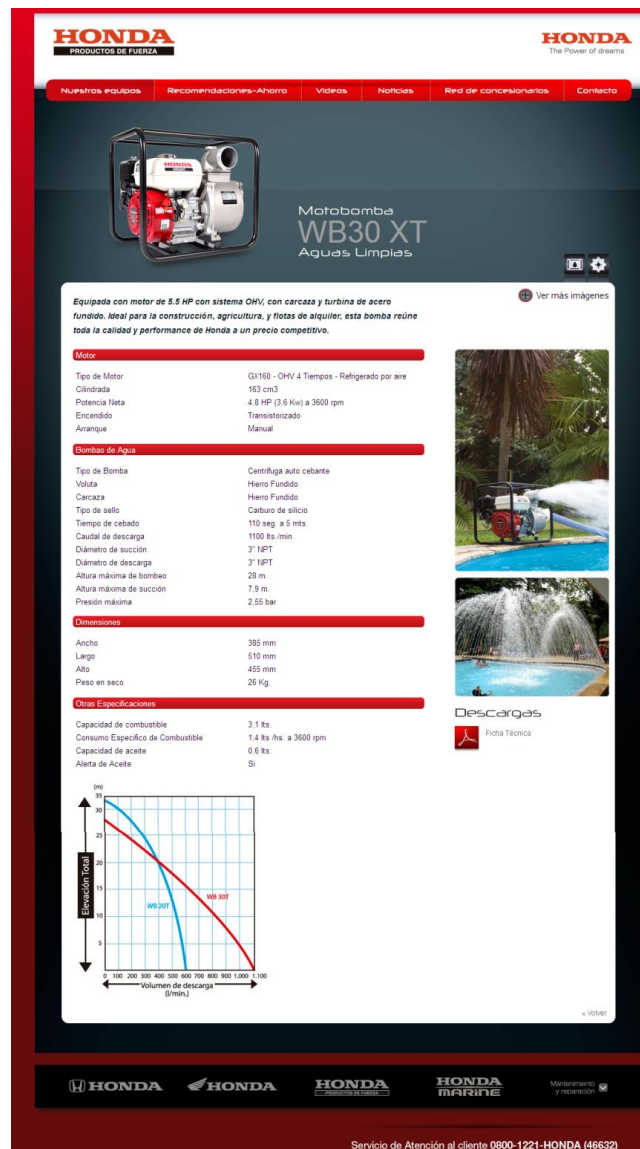 HONDA
PRODUCTOS DE FUERZA
HONDA
The Power of dreams
Nuestros equipos
Recomendaciones-Ahorro
Videos
Noticias
Red de concesionarios
Contacto
HONDA
Motobomba
WB30 XT
Aguas Limpias
Ver más imágenes
Equipada con motor de 5.5 HP con sistema OHV, con carcaza y turbina de acero
fundido. Ideal para la construcción, agricultura, y flotas de alquiler, esta bomba reúne
toda la calidad y performance de Honda a un precio competitivo.
Motor
Tipo de Motor GX160 - OHV 4 Tiempos - Refrigerado por aire
Cilindrada 163 cm3
Potencia Neta 4,8 HP (3,6 Kw) a 3600 rpm
Encendido Transistorizado
Arranque Manual
Bombas de Agua
Tipo de Bomba Centrífuga auto cebante
Voluta Hierro Fundido
Carcaza Hierro Fundido
Tipo de sello Carburo de silicio
Tiempo de cebado 110 seg. a 5 mts.
Caudal de descarga 1100 lts./min.
Diámetro de succión 3" NPT
Diámetro de descarga 3" NPT
Altura máxima de bombeo 28 m.
Altura máxima de succión 7,9 m.
Presión máxima 2,55 bar
Dimensiones
Ancho 385 mm
Largo 510 mm
Alto 455 mm
Peso en seco 26 Kg.
Otras Especificaciones
Capacidad de combustible 3,1 lts.
Consumo Especifico de Combustible 1,4 lts /hs. a 3600 rpm
Capacidad de aceite 0,6 lts.
Alerta de Aceite Si
Descargas
Ficha Técnica
(m)
35
30
25
20
15
10
5
Elevación Total
WB 20T
WB 30T
0 100 200 300 400 500 600 700 800 900 1.000 1.100
Volumen de descarga
(l/min.)
« Volver
HONDA
HONDA
HONDA
PRODUCTOS DE FUERZA
HONDA
MARINE
Mantenimiento
y reparación
Servicio de Atención al cliente 0800-1221-HONDA (46632)